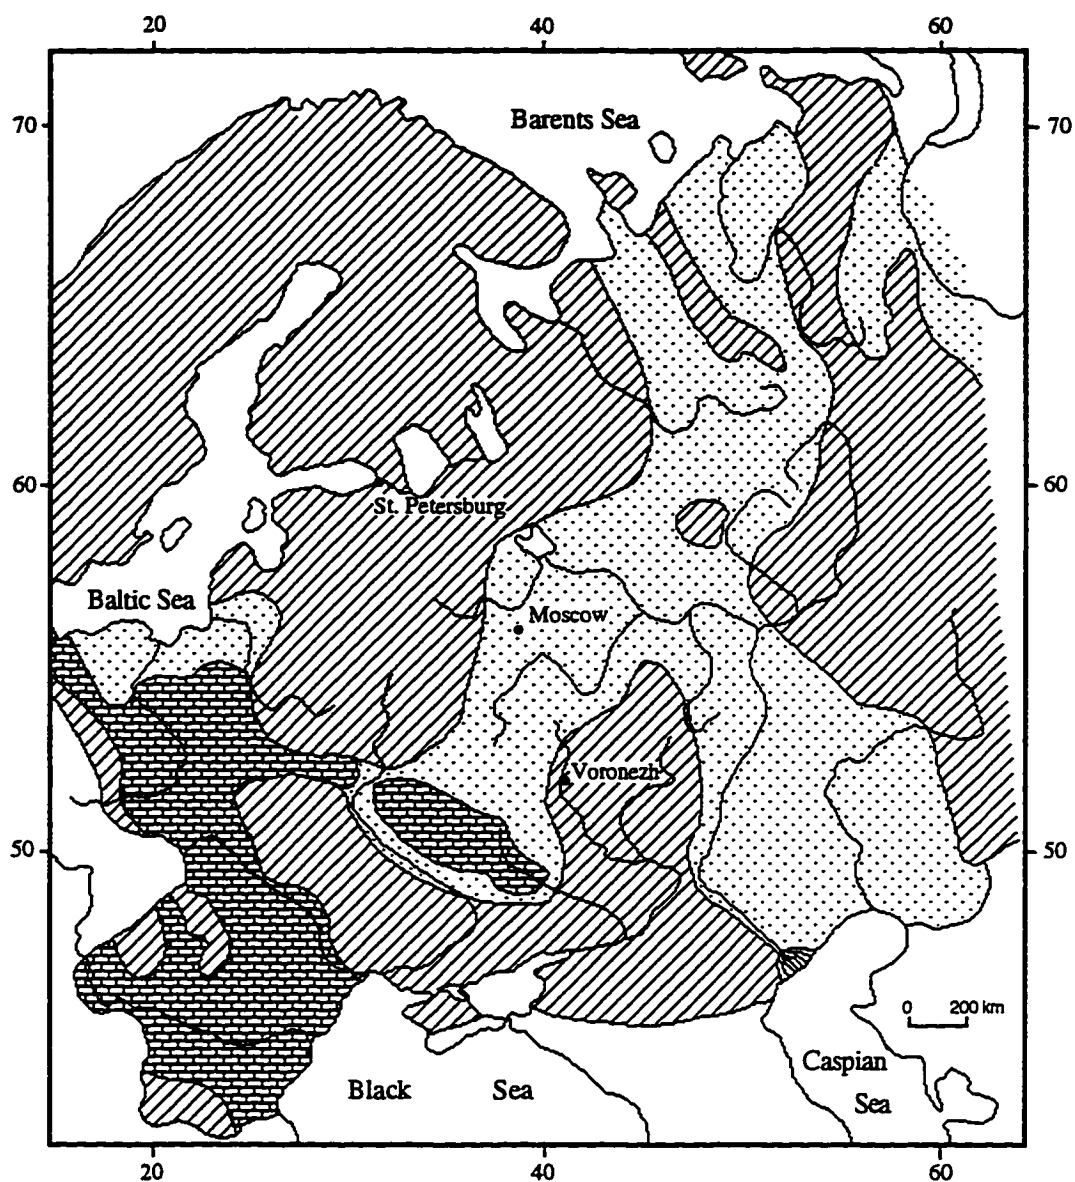 20 40 60
Barents Sea
70 70
60 60
St. Petersburg
Baltic Sea
Moscow
Voronezh
50 50
0 200 km
Caspian
Sea
Black Sea
20 40 60